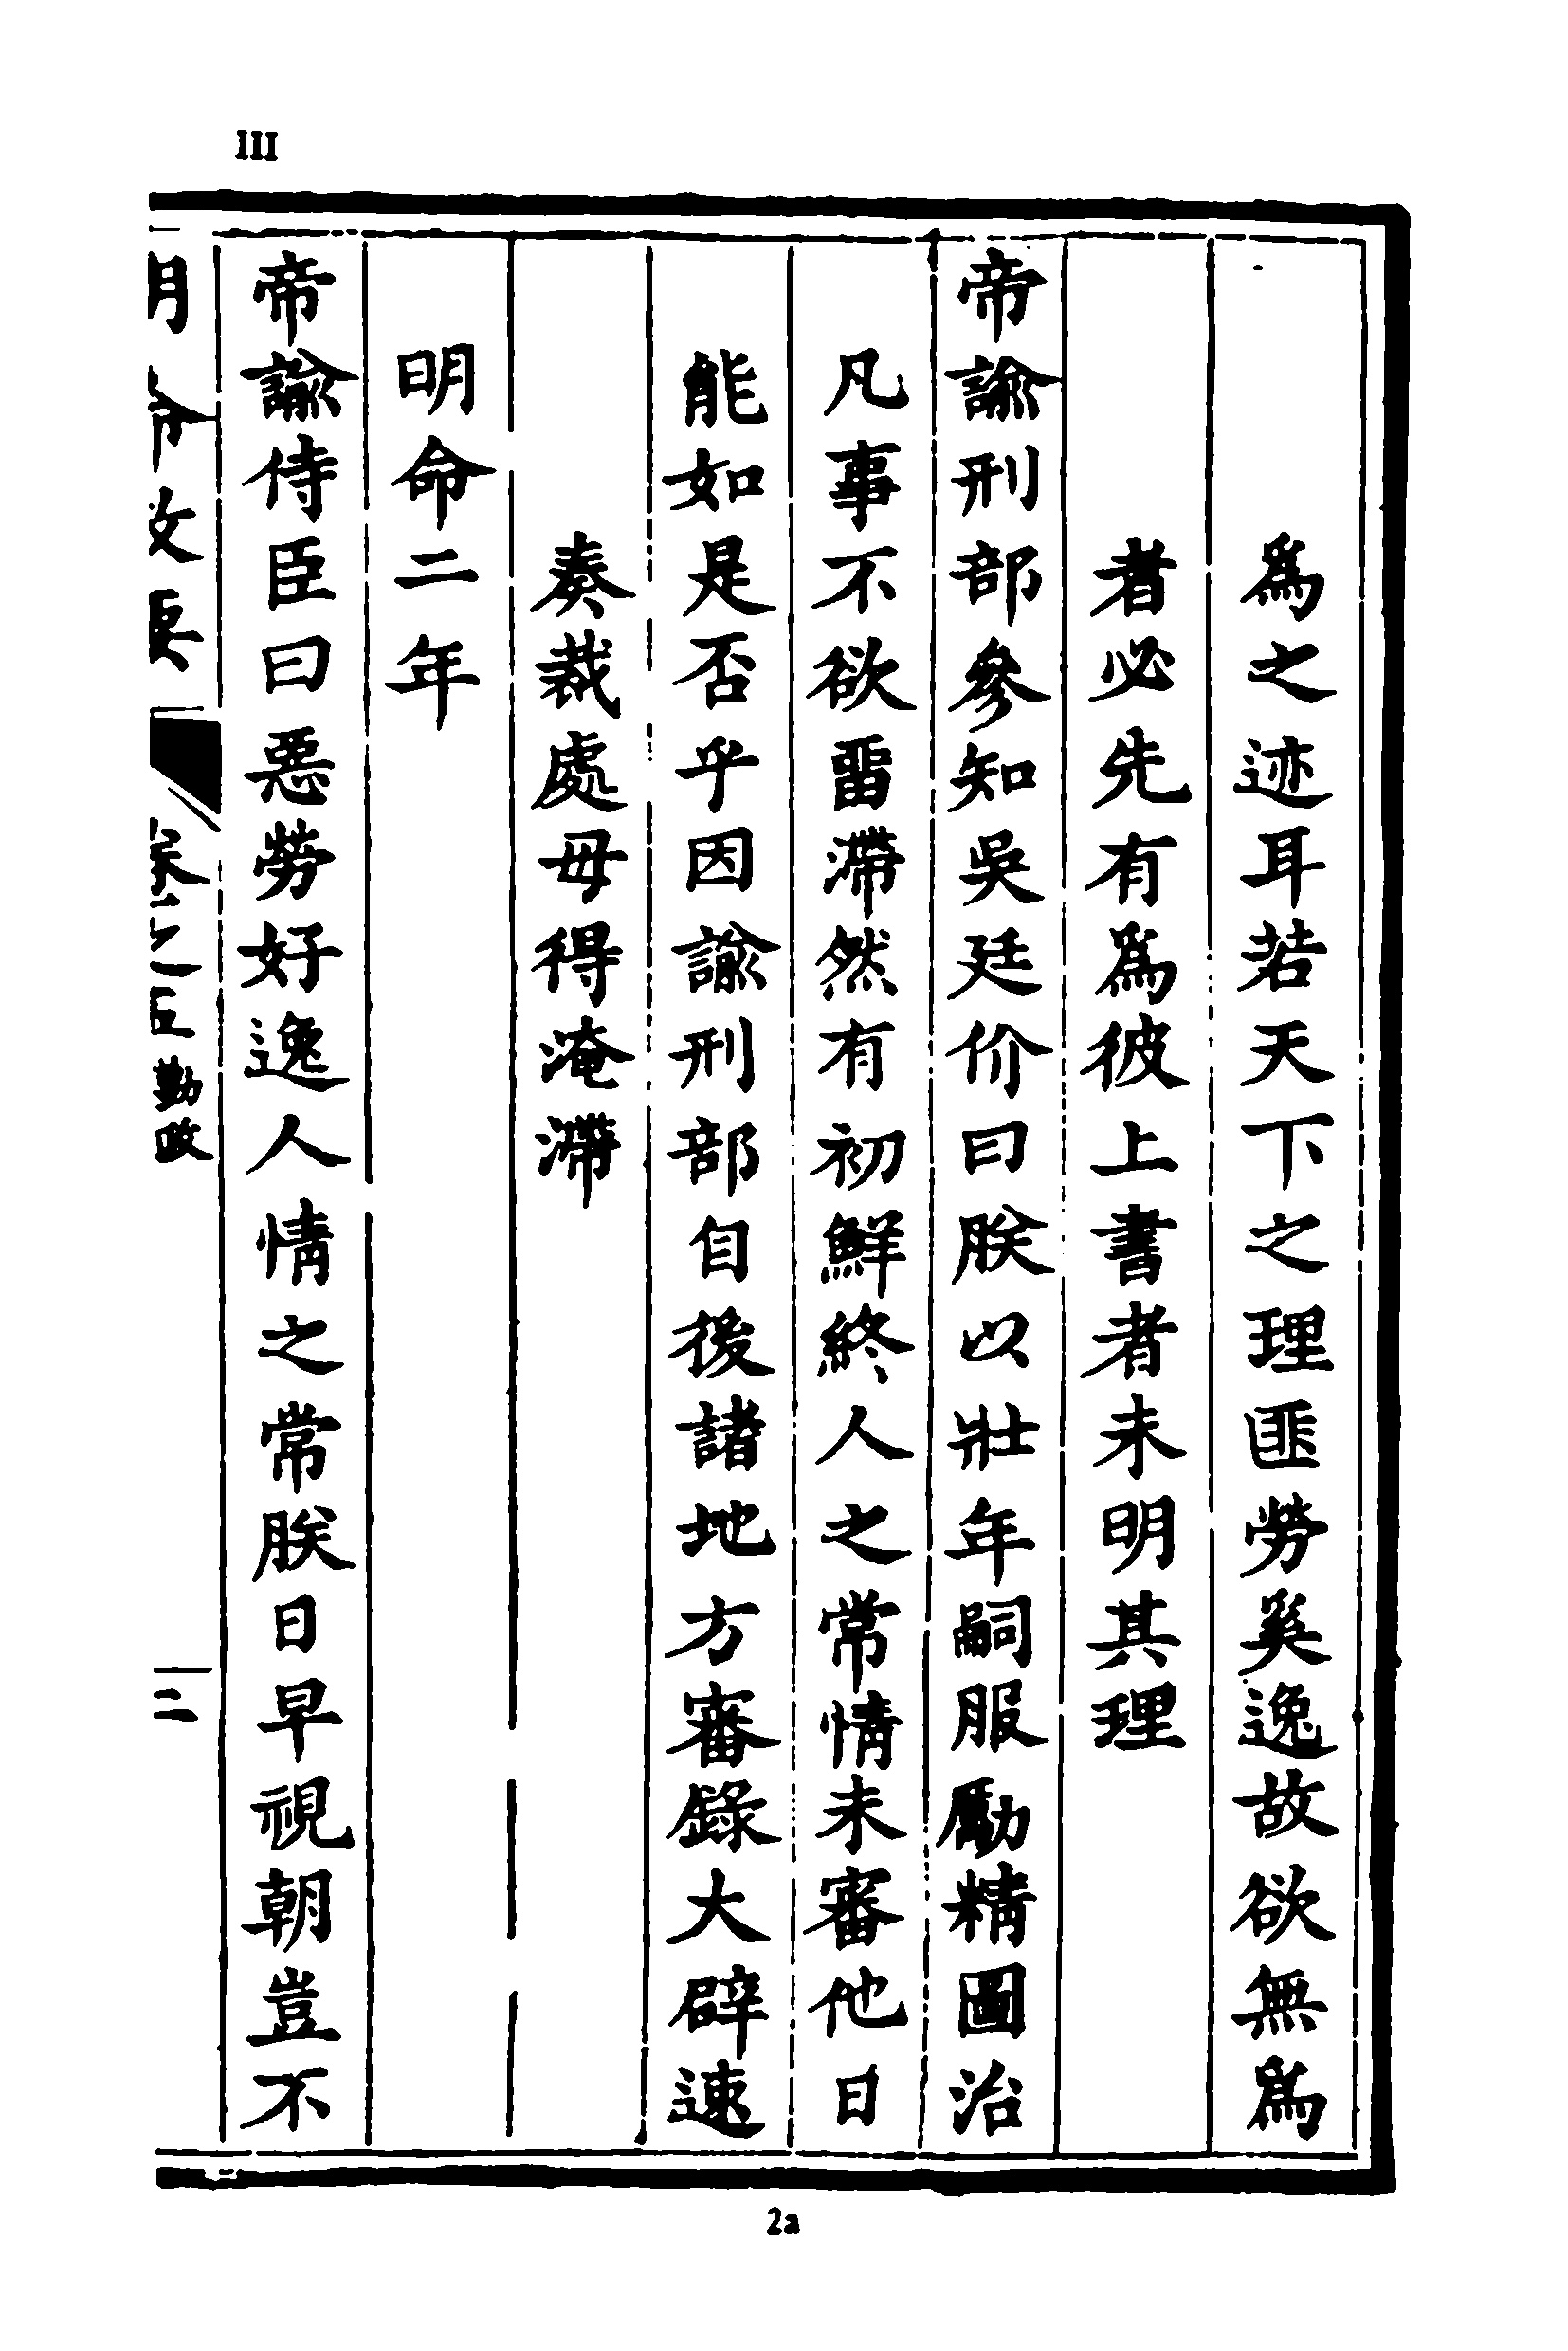 III
爲之迹耳若天下之理匪勞奚逸故欲無爲
者必先有爲彼上書者未明其理
帝諭刑部參知吳廷价曰朕以壯年嗣服勵精圖治
凡事不欲畱滯然有初鮮終人之常情未審他日
能如是否乎因諭刑部自後諸地方審錄大辟速
奏裁處毋得淹滯
明命二年
帝諭侍臣曰惡勞好逸人情之常朕日早視朝豈不
明命政要 卷之五 勤政 二
2a